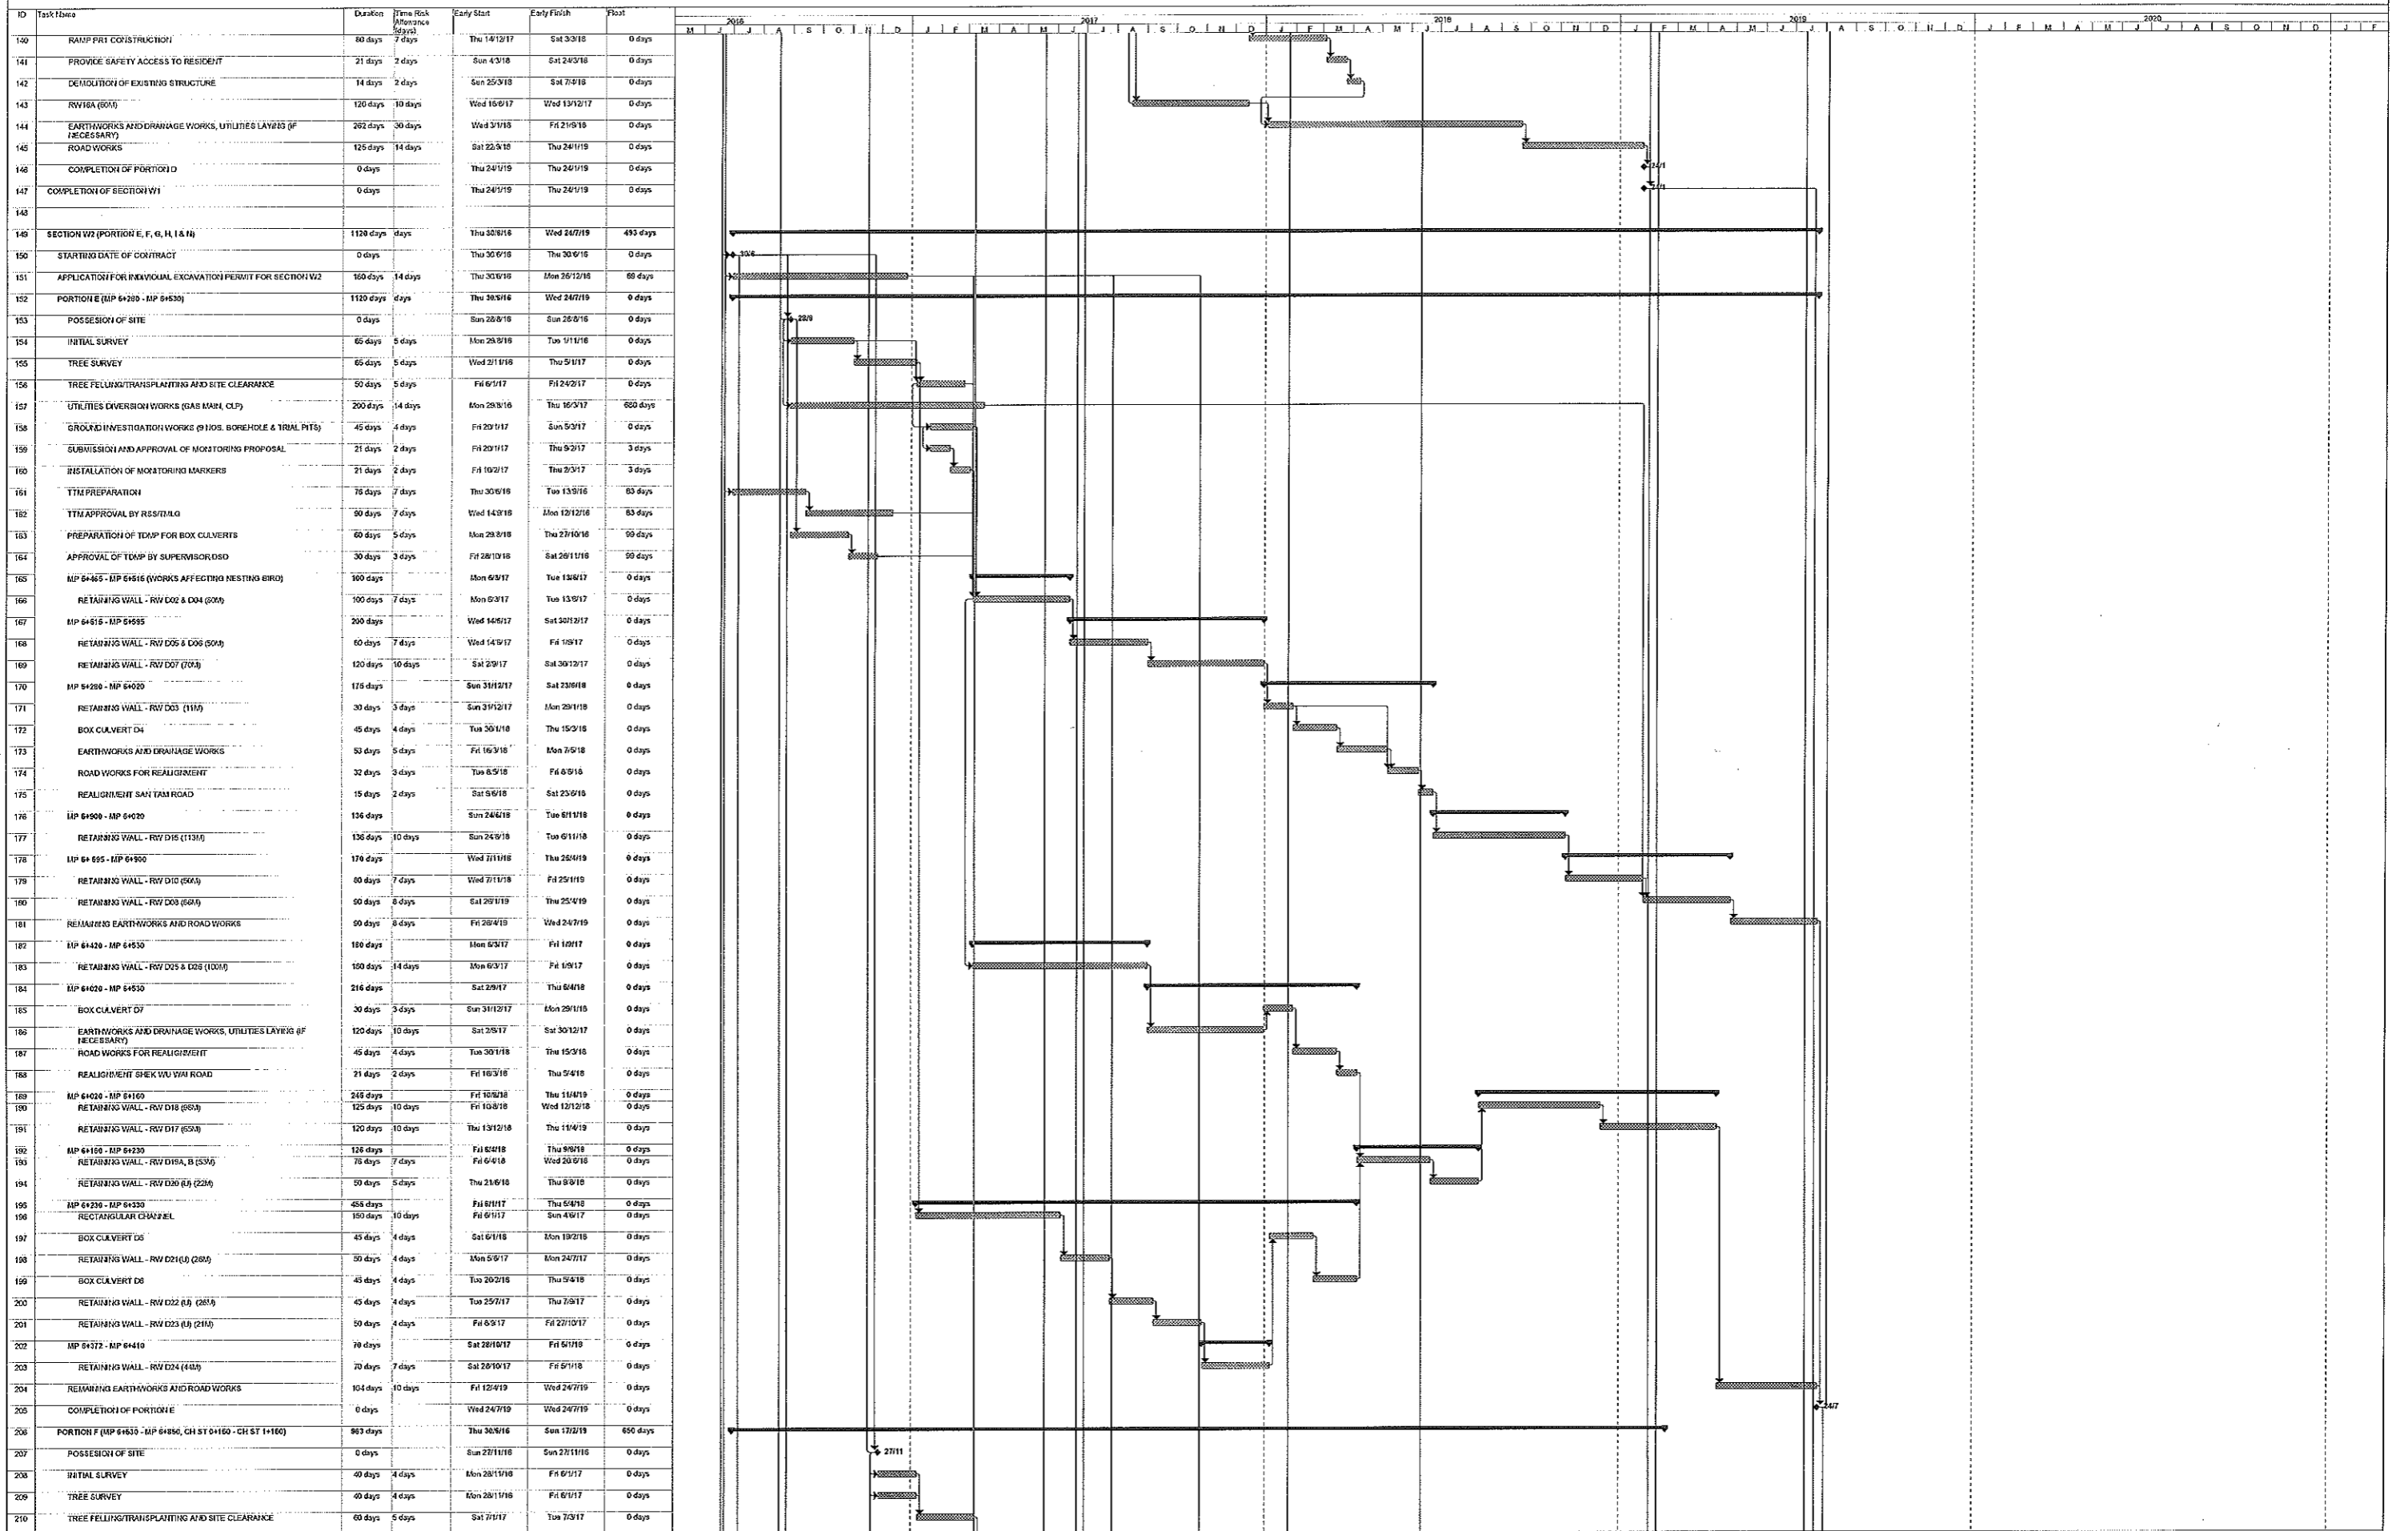 ID Task Name Duration Time Risk Allowance (days) Early Start Early Finish Float
2016 2017 2018 2019 2020
M J J A S O N D J F M A M J J A S O N D J F M A M J J A S O N D J F M A M J J A S O N D J F M A M J J A S O N D J F
140 RAMP PR1 CONSTRUCTION 80 days 7 days Thu 14/12/17 Sat 3/3/18 0 days
141 PROVIDE SAFETY ACCESS TO RESIDENT 21 days 2 days Sun 4/3/18 Sat 24/3/18 0 days
142 DEMOLITION OF EXISTING STRUCTURE 14 days 2 days Sun 25/3/18 Sat 7/4/18 0 days
143 RW16A (60M) 120 days 10 days Wed 16/8/17 Wed 13/12/17 0 days
144 EARTHWORKS AND DRAINAGE WORKS, UTILITIES LAYING (IF NECESSARY) 262 days 30 days Wed 3/1/18 Fri 21/9/18 0 days
145 ROAD WORKS 125 days 14 days Sat 22/9/18 Thu 24/1/19 0 days
146 COMPLETION OF PORTION D 0 days Thu 24/1/19 Thu 24/1/19 0 days 24/1
147 COMPLETION OF SECTION W1 0 days Thu 24/1/19 Thu 24/1/19 0 days 24/1
148
149 SECTION W2 (PORTION E, F, G, H, I & N) 1120 days days Thu 30/6/16 Wed 24/7/19 493 days
150 STARTING DATE OF CONTRACT 0 days Thu 30/6/16 Thu 30/6/16 0 days 30/6
151 APPLICATION FOR INDIVIDUAL EXCAVATION PERMIT FOR SECTION W2 180 days 14 days Thu 30/6/16 Mon 26/12/16 69 days
152 PORTION E (MP 5+280 - MP 6+530) 1120 days days Thu 30/6/16 Wed 24/7/19 0 days
153 POSSESION OF SITE 0 days Sun 28/8/16 Sun 28/8/16 0 days 28/8
154 INITIAL SURVEY 65 days 5 days Mon 29/8/16 Tue 1/11/16 0 days
155 TREE SURVEY 65 days 5 days Wed 2/11/16 Thu 5/1/17 0 days
156 TREE FELLING/TRANSPLANTING AND SITE CLEARANCE 50 days 5 days Fri 6/1/17 Fri 24/2/17 0 days
157 UTILITIES DIVERSION WORKS (GAS MAIN, CLP) 200 days 14 days Mon 29/8/16 Thu 16/3/17 680 days
158 GROUND INVESTIGATION WORKS (9 NOS. BOREHOLE & TRIAL PITS) 45 days 4 days Fri 20/1/17 Sun 5/3/17 0 days
159 SUBMISSION AND APPROVAL OF MONITORING PROPOSAL 21 days 2 days Fri 20/1/17 Thu 9/2/17 3 days
160 INSTALLATION OF MONITORING MARKERS 21 days 2 days Fri 10/2/17 Thu 2/3/17 3 days
161 TTM PREPARATION 76 days 7 days Thu 30/6/16 Tue 13/9/16 83 days
162 TTM APPROVAL BY RSS/TMLG 90 days 7 days Wed 14/9/16 Mon 12/12/16 83 days
163 PREPARATION OF TDMP FOR BOX CULVERTS 60 days 5 days Mon 29/8/16 Thu 27/10/16 99 days
164 APPROVAL OF TDMP BY SUPERVISOR/DSD 30 days 3 days Fri 28/10/16 Sat 26/11/16 99 days
165 MP 5+465 - MP 5+515 (WORKS AFFECTING NESTING BIRD) 100 days Mon 6/3/17 Tue 13/6/17 0 days
166 RETAINING WALL - RW D02 & D04 (50M) 100 days 7 days Mon 6/3/17 Tue 13/6/17 0 days
167 MP 5+515 - MP 5+595 200 days Wed 14/6/17 Sat 30/12/17 0 days
168 RETAINING WALL - RW D05 & D06 (50M) 80 days 7 days Wed 14/6/17 Fri 1/9/17 0 days
169 RETAINING WALL - RW D07 (70M) 120 days 10 days Sat 2/9/17 Sat 30/12/17 0 days
170 MP 5+280 - MP 6+020 175 days Sun 31/12/17 Sat 23/6/18 0 days
171 RETAINING WALL - RW D03 (11M) 30 days 3 days Sun 31/12/17 Mon 29/1/18 0 days
172 BOX CULVERT D4 45 days 4 days Tue 30/1/18 Thu 15/3/18 0 days
173 EARTHWORKS AND DRAINAGE WORKS 53 days 5 days Fri 16/3/18 Mon 7/5/18 0 days
174 ROAD WORKS FOR REALIGNMENT 32 days 3 days Tue 8/5/18 Fri 8/6/18 0 days
175 REALIGNMENT SAN TAM ROAD 15 days 2 days Sat 9/6/18 Sat 23/6/18 0 days
176 MP 5+900 - MP 6+020 136 days Sun 24/6/18 Tue 6/11/18 0 days
177 RETAINING WALL - RW D15 (113M) 136 days 10 days Sun 24/6/18 Tue 6/11/18 0 days
178 MP 5+ 595 - MP 5+900 170 days Wed 7/11/18 Thu 25/4/19 0 days
179 RETAINING WALL - RW D10 (50M) 80 days 7 days Wed 7/11/18 Fri 25/1/19 0 days
180 RETAINING WALL - RW D08 (56M) 90 days 8 days Sat 26/1/19 Thu 25/4/19 0 days
181 REMAINING EARTHWORKS AND ROAD WORKS 90 days 8 days Fri 26/4/19 Wed 24/7/19 0 days
182 MP 6+420 - MP 6+530 180 days Mon 6/3/17 Fri 1/9/17 0 days
183 RETAINING WALL - RW D25 & D26 (100M) 180 days 14 days Mon 6/3/17 Fri 1/9/17 0 days
184 MP 6+020 - MP 6+530 216 days Sat 2/9/17 Thu 5/4/18 0 days
185 BOX CULVERT D7 30 days 3 days Sun 31/12/17 Mon 29/1/18 0 days
186 EARTHWORKS AND DRAINAGE WORKS, UTILITIES LAYING (IF NECESSARY) 120 days 10 days Sat 2/9/17 Sat 30/12/17 0 days
187 ROAD WORKS FOR REALIGNMENT 45 days 4 days Tue 30/1/18 Thu 15/3/18 0 days
188 REALIGNMENT SHEK WU WAI ROAD 21 days 2 days Fri 16/3/18 Thu 5/4/18 0 days
189 MP 6+020 - MP 6+160 245 days Fri 10/8/18 Thu 11/4/19 0 days
190 RETAINING WALL - RW D18 (98M) 125 days 10 days Fri 10/8/18 Wed 12/12/18 0 days
191 RETAINING WALL - RW D17 (65M) 120 days 10 days Thu 13/12/18 Thu 11/4/19 0 days
192 MP 6+160 - MP 6+230 126 days Fri 6/4/18 Thu 9/8/18 0 days
193 RETAINING WALL - RW D19A, B (53M) 76 days 7 days Fri 6/4/18 Wed 20/6/18 0 days
194 RETAINING WALL - RW D20 (U) (22M) 50 days 5 days Thu 21/6/18 Thu 9/8/18 0 days
195 MP 6+230 - MP 6+330 455 days Fri 6/1/17 Thu 5/4/18 0 days
196 RECTANGULAR CHANNEL 150 days 10 days Fri 6/1/17 Sun 4/6/17 0 days
197 BOX CULVERT D5 45 days 4 days Sat 6/1/18 Mon 19/2/18 0 days
198 RETAINING WALL - RW D21(U) (26M) 50 days 4 days Mon 5/6/17 Mon 24/7/17 0 days
199 BOX CULVERT D6 45 days 4 days Tue 20/2/18 Thu 5/4/18 0 days
200 RETAINING WALL - RW D22 (U) (26M) 45 days 4 days Tue 25/7/17 Thu 7/9/17 0 days
201 RETAINING WALL - RW D23 (U) (21M) 50 days 4 days Fri 8/9/17 Fri 27/10/17 0 days
202 MP 6+372 - MP 6+410 70 days Sat 28/10/17 Fri 5/1/18 0 days
203 RETAINING WALL - RW D24 (44M) 70 days 7 days Sat 28/10/17 Fri 5/1/18 0 days
204 REMAINING EARTHWORKS AND ROAD WORKS 104 days 10 days Fri 12/4/19 Wed 24/7/19 0 days
205 COMPLETION OF PORTION E 0 days Wed 24/7/19 Wed 24/7/19 0 days 24/7
206 PORTION F (MP 6+530 - MP 6+850, CH ST 0+160 - CH ST 1+160) 963 days Thu 30/6/16 Sun 17/2/19 650 days
207 POSSESION OF SITE 0 days Sun 27/11/16 Sun 27/11/16 0 days 27/11
208 INITIAL SURVEY 40 days 4 days Mon 28/11/16 Fri 6/1/17 0 days
209 TREE SURVEY 40 days 4 days Mon 28/11/16 Fri 6/1/17 0 days
210 TREE FELLING/TRANSPLANTING AND SITE CLEARANCE 60 days 5 days Sat 7/1/17 Tue 7/3/17 0 days